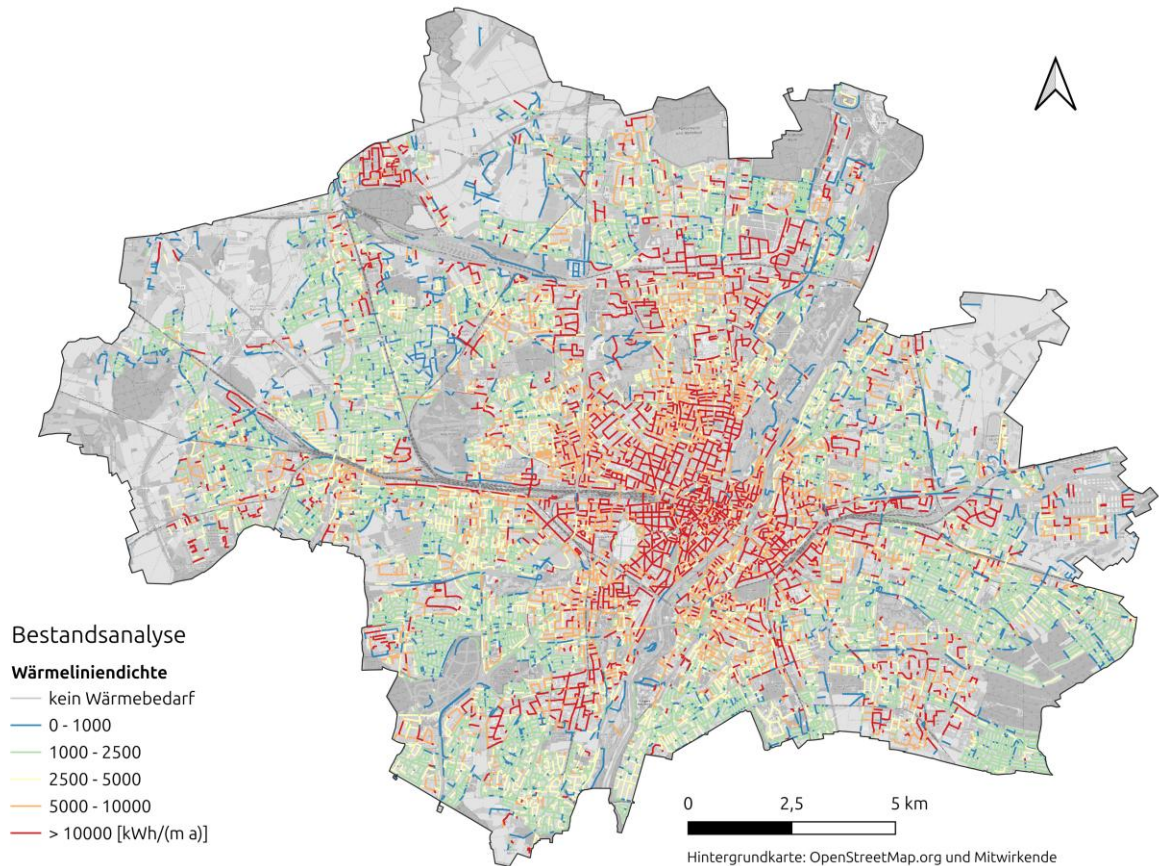 Bestandsanalyse
Wärmeliniendichte
kein Wärmebedarf
0 - 1000
1000 - 2500
2500 - 5000
5000 - 10000
> 10000 [kWh/(m a)]
0 2,5 5 km
Hintergrundkarte: OpenStreetMap.org und Mitwirkende